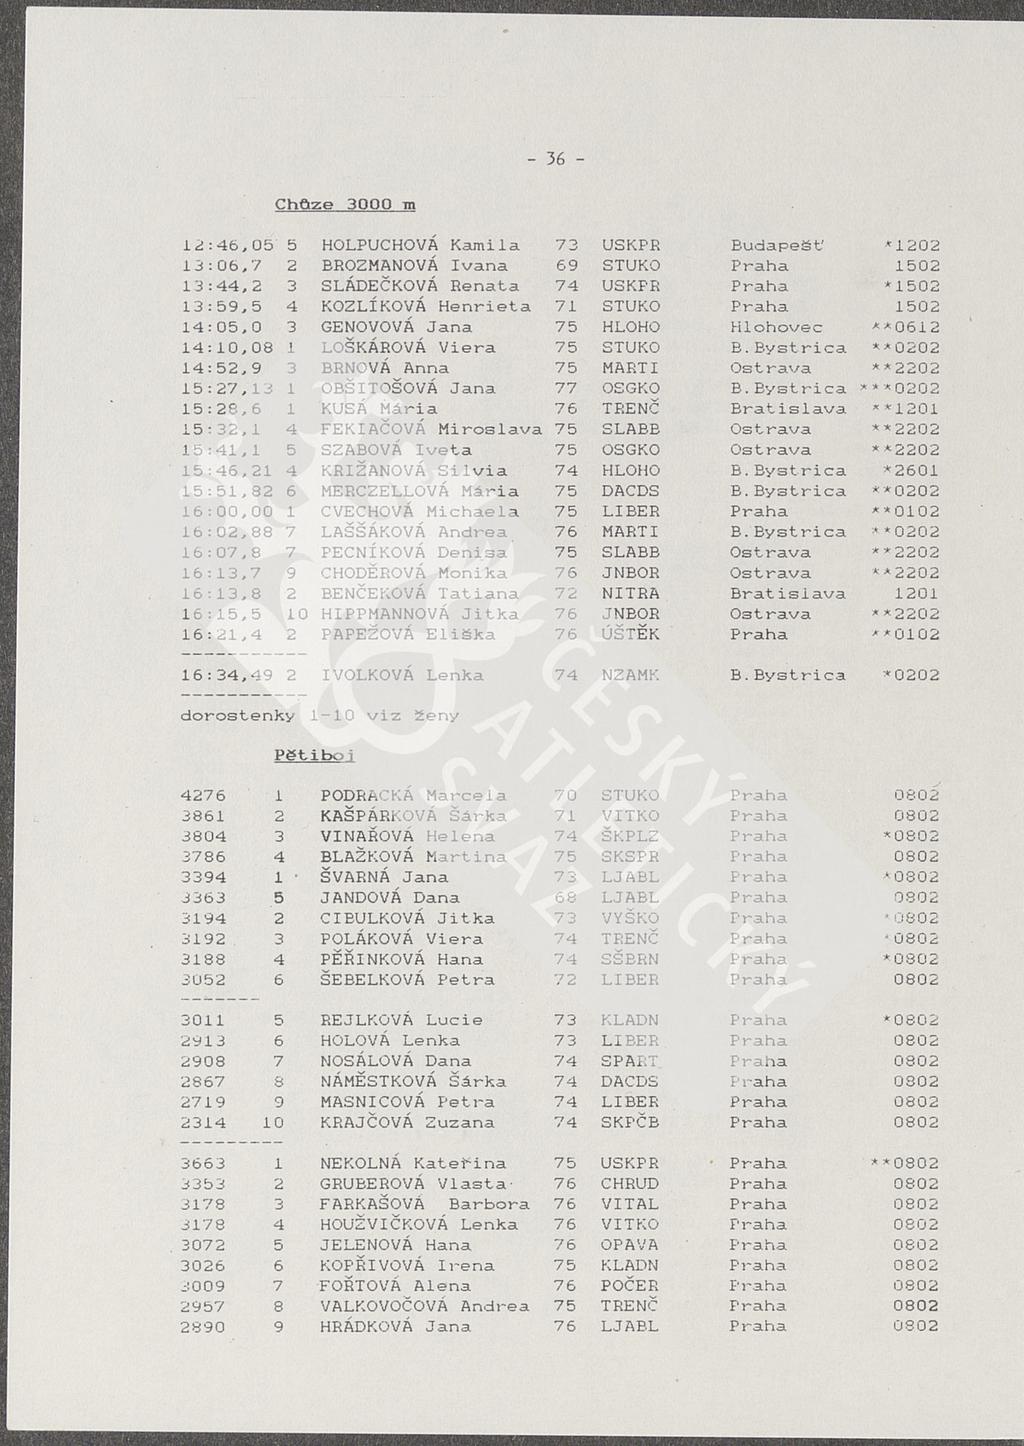 - 36 -
Chůze 3000 m
12:46,05 5 HOLPUCHOVÁ Kamila 73 USKPR Budapešť *1202
13:06,7 2 BROZMANOVÁ Ivana 69 STUKO Praha 1502
13:44,2 3 SLÁDEČKOVÁ Renata 74 USKPR Praha *1502
13:59,5 4 KOZLÍKOVÁ Henrieta 71 STUKO Praha 1502
14:05,0 3 GENOVOVÁ Jana 75 HLOHO Hlohovec **0612
14:10,08 1 LOŠKÁROVÁ Viera 75 STUKO B.Bystrica **0202
14:52,9 3 BRNOVÁ Anna 75 MARTI Ostrava **2202
15:27,13 1 OBŠITOŠOVÁ Jana 77 OSGKO B.Bystrica ***0202
15:28,6 1 KUSÁ Mária 76 TRENČ Bratislava **1201
15:32,1 4 FEKIAČOVÁ Miroslava 75 SLABB Ostrava **2202
15:41,1 5 SZABOVÁ Iveta 75 OSGKO Ostrava **2202
15:46,21 4 KRIŽANOVÁ Silvia 74 HLOHO B.Bystrica *2601
15:51,82 6 MERCZELLOVÁ Mária 75 DACDS B.Bystrica **0202
16:00,00 1 CVECHOVÁ Michaela 75 LIBER Praha **0102
16:02,88 7 LAŠŠÁKOVÁ Andrea 76 MARTI B.Bystrica **0202
16:07,8 7 PECNÍKOVÁ Denisa 75 SLABB Ostrava **2202
16:13,7 9 CHODĚROVÁ Monika 76 JNBOR Ostrava **2202
16:13,8 2 BENČEKOVÁ Tatiana 72 NITRA Bratislava 1201
16:15,5 10 HIPPMANNOVÁ Jitka 76 JNBOR Ostrava **2202
16:21,4 2 PAPEŽOVÁ Eliška 76 ÚŠTĚK Praha **0102
------------
16:34,49 2 IVOLKOVÁ Lenka 74 NZAMK B.Bystrica *0202
------------
dorostenky 1-10 viz ženy
Pětiboj
4276 1 PODRACKÁ Marcela 70 STUKO Praha 0802
3861 2 KAŠPÁRKOVÁ Šárka 71 VITKO Praha 0802
3804 3 VINAŘOVÁ Helena 74 ŠKPLZ Praha *0802
3786 4 BLAŽKOVÁ Martina 75 SKSPR Praha 0802
3394 1 ŠVARNÁ Jana 73 LJABL Praha *0802
3363 5 JANDOVÁ Dana 68 LJABL Praha 0802
3194 2 CIBULKOVÁ Jitka 73 VYŠKO Praha *0802
3192 3 POLÁKOVÁ Viera 74 TRENČ Praha *0802
3188 4 PĚŘINKOVÁ Hana 74 SŠBRN Praha *0802
3052 6 ŠEBELKOVÁ Petra 72 LIBER Praha 0802
-------
3011 5 REJLKOVÁ Lucie 73 KLADN Praha *0802
2913 6 HOLOVÁ Lenka 73 LIBER Praha 0802
2908 7 NOSÁLOVÁ Dana 74 SPART Praha 0802
2867 8 NÁMĚSTKOVÁ Šárka 74 DACDS Praha 0802
2719 9 MASNICOVÁ Petra 74 LIBER Praha 0802
2314 10 KRAJČOVÁ Zuzana 74 SKPČB Praha 0802
----------
3663 1 NEKOLNÁ Kateřina 75 USKPR Praha **0802
3353 2 GRUBEROVÁ Vlasta 76 CHRUD Praha 0802
3178 3 FARKAŠOVÁ Barbora 76 VITAL Praha 0802
3178 4 HOUŽVIČKOVÁ Lenka 76 VITKO Praha 0802
3072 5 JELENOVÁ Hana 76 OPAVA Praha 0802
3026 6 KOPŘIVOVÁ Irena 75 KLADN Praha 0802
3009 7 FOŘTOVÁ Alena 76 POČER Praha 0802
2957 8 VALKOVOČOVÁ Andrea 75 TRENČ Praha 0802
2890 9 HRÁDKOVÁ Jana 76 LJABL Praha 0802
ČESKÝ
ATLETICKÝ
SVAZ